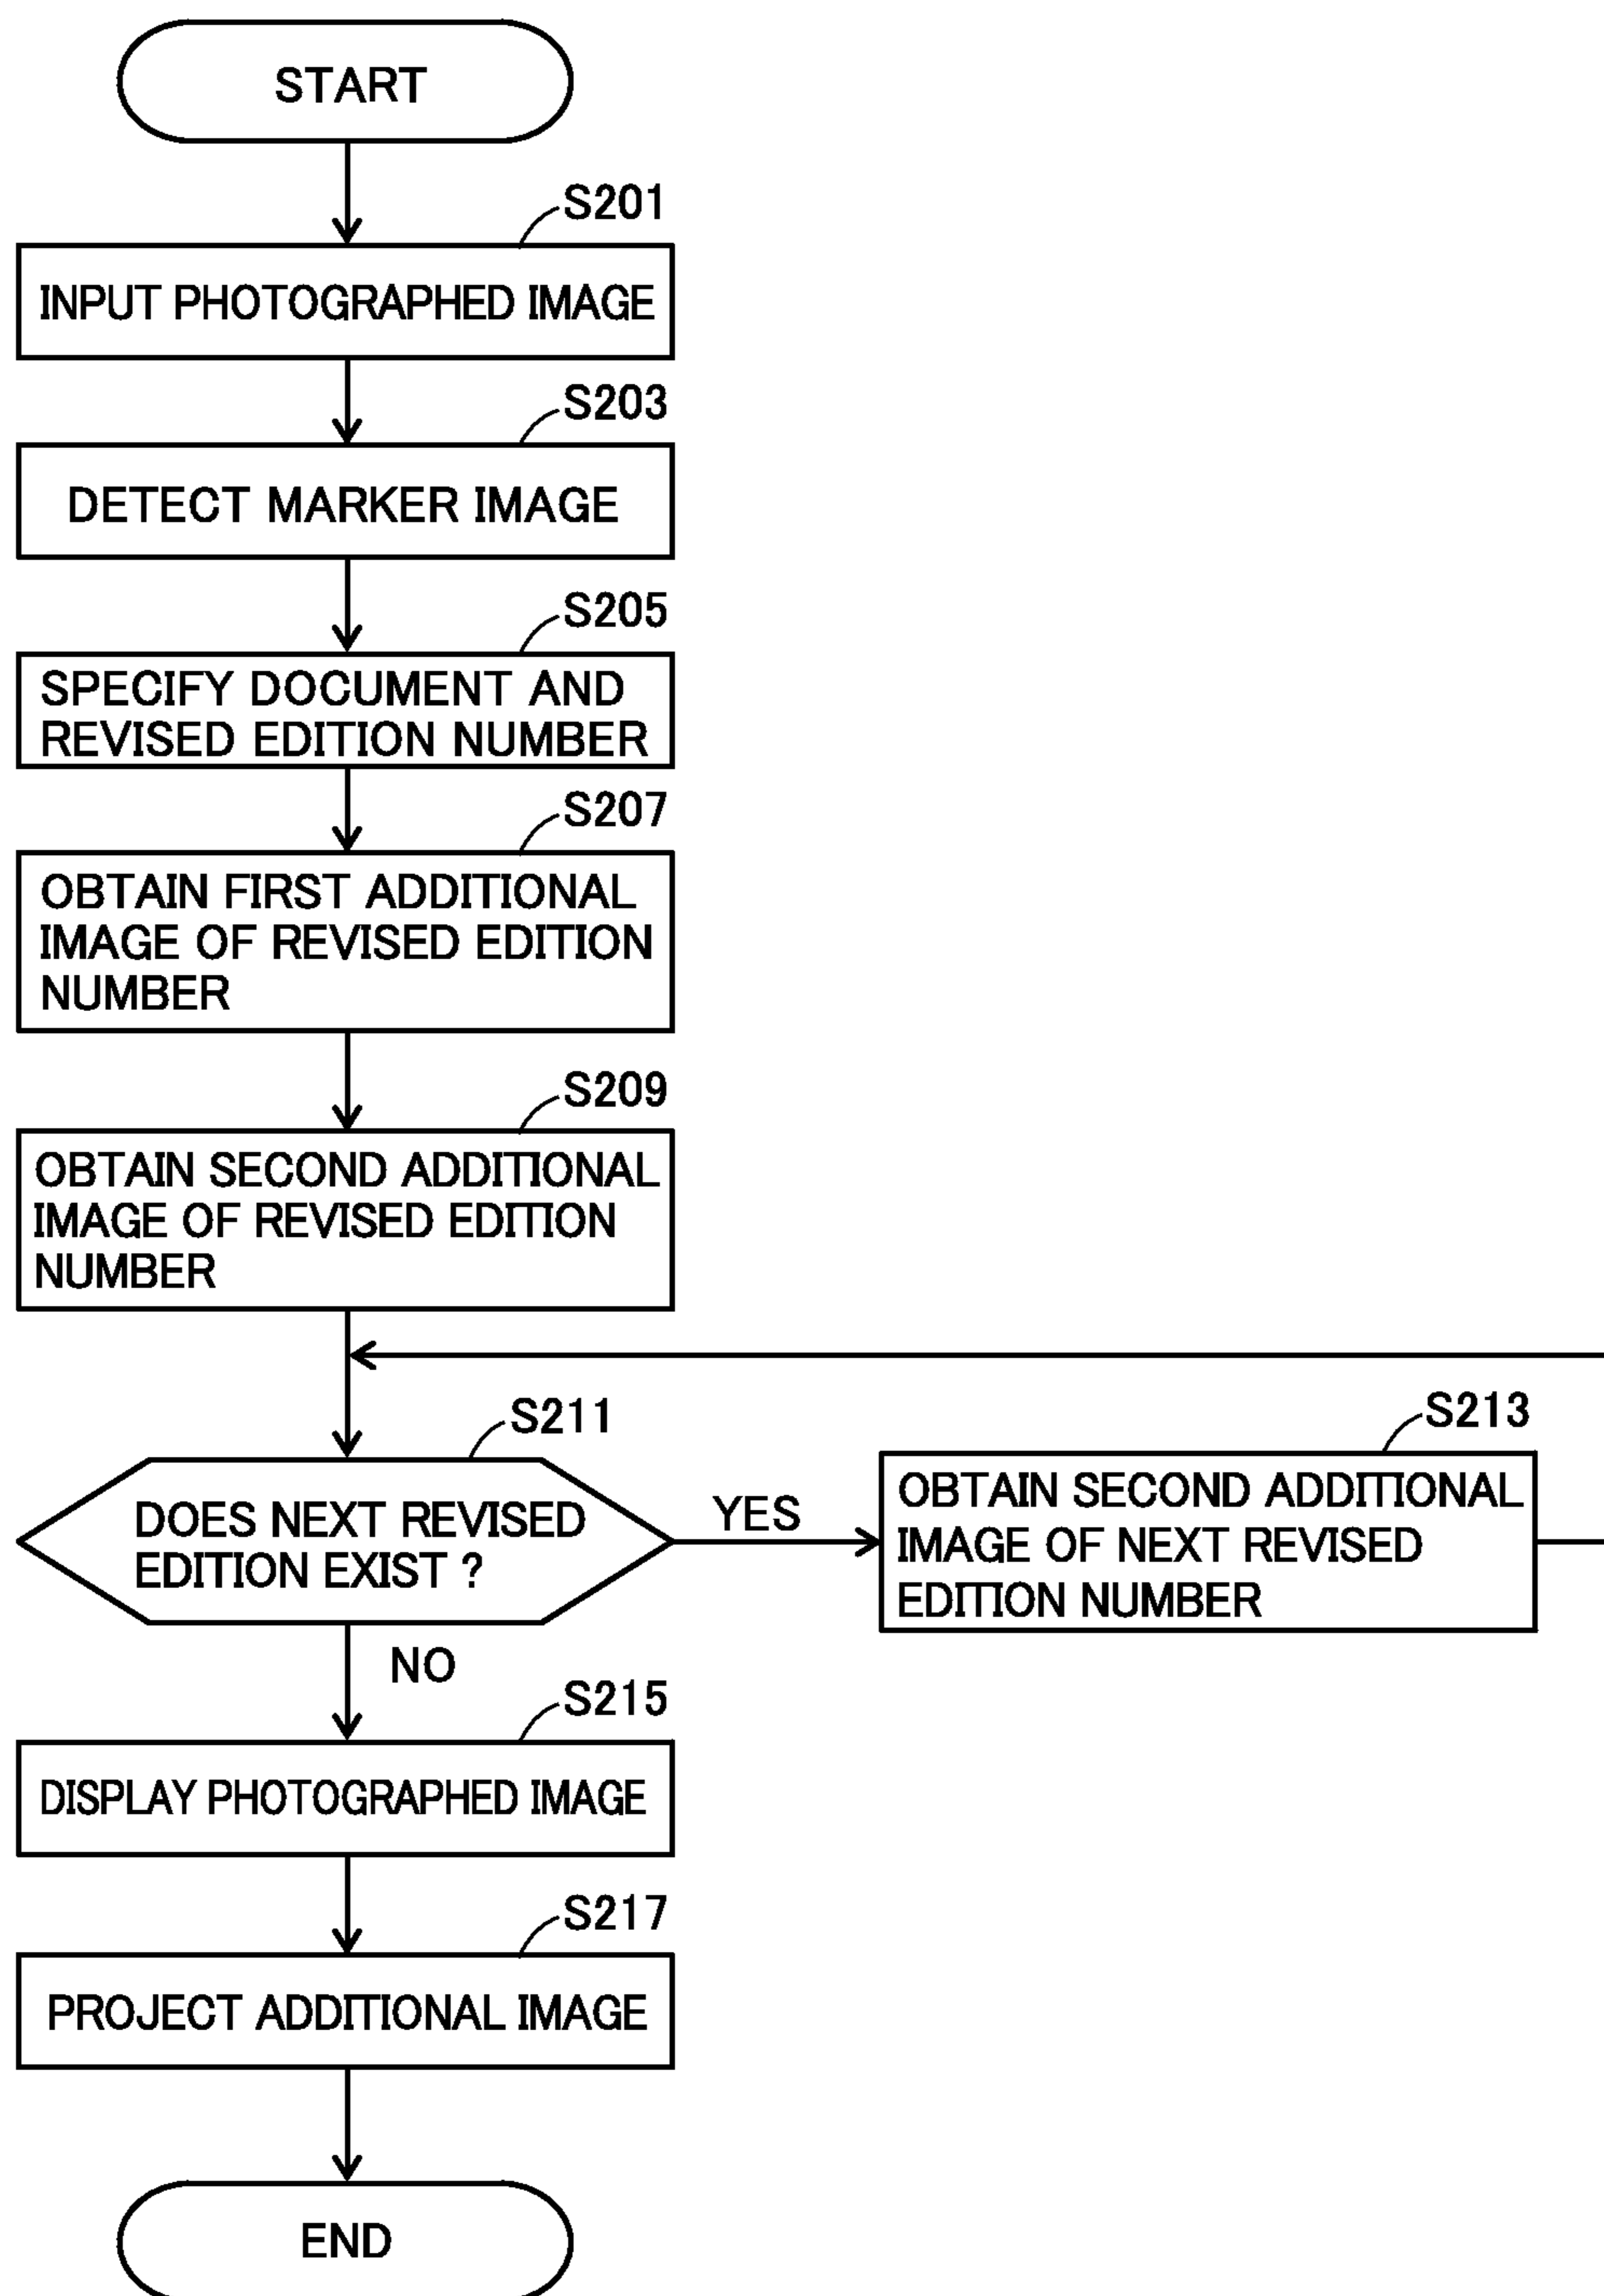 START
S201
INPUT PHOTOGRAPHED IMAGE
S203
DETECT MARKER IMAGE
S205
SPECIFY DOCUMENT AND
REVISED EDITION NUMBER
S207
OBTAIN FIRST ADDITIONAL
IMAGE OF REVISED EDITION
NUMBER
S209
OBTAIN SECOND ADDITIONAL
IMAGE OF REVISED EDITION
NUMBER
S211
DOES NEXT REVISED
EDITION EXIST ?
YES
S213
OBTAIN SECOND ADDITIONAL
IMAGE OF NEXT REVISED
EDITION NUMBER
NO
S215
DISPLAY PHOTOGRAPHED IMAGE
S217
PROJECT ADDITIONAL IMAGE
END